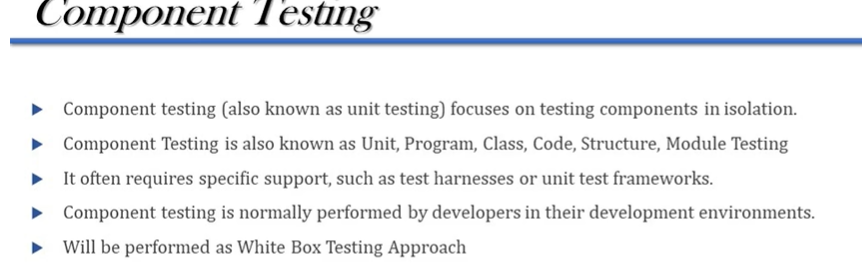 Component Testing
Component testing (also known as unit testing) focuses on testing components in isolation.
Component Testing is also known as Unit, Program, Class, Code, Structure, Module Testing
It often requires specific support, such as test harnesses or unit test frameworks.
Component testing is normally performed by developers in their development environments.
Will be performed as White Box Testing Approach